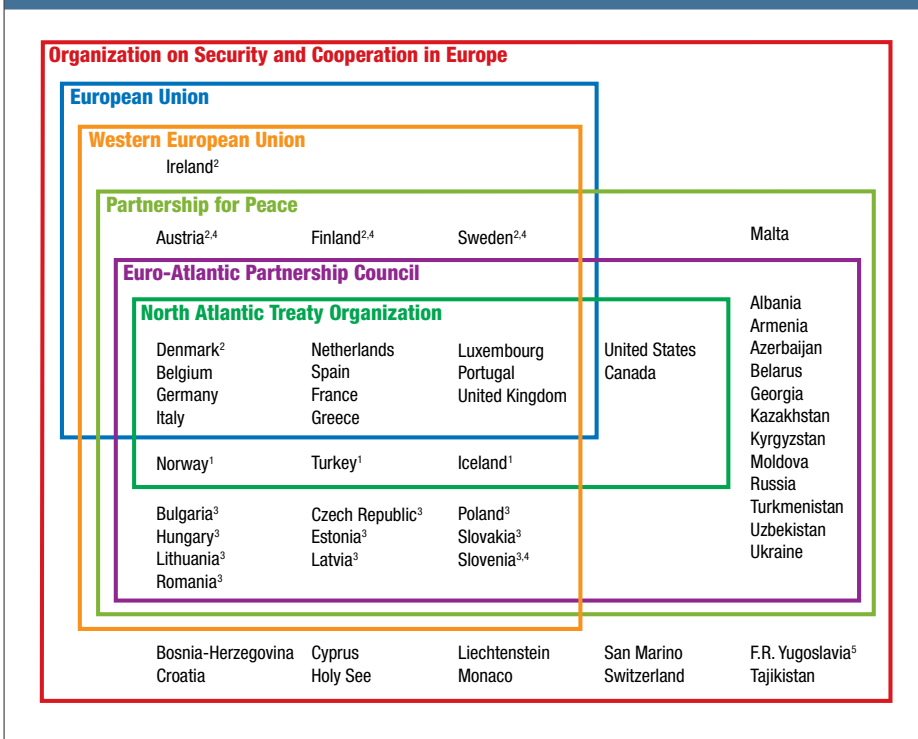 Organization on Security and Cooperation in Europe
European Union
Western European Union
Ireland²
Partnership for Peace
Austria²,⁴ Finland²,⁴ Sweden²,⁴ Malta
Euro-Atlantic Partnership Council
North Atlantic Treaty Organization
Denmark² Netherlands Luxembourg United States
Belgium Spain Portugal Canada
Germany France United Kingdom
Italy Greece
Norway¹ Turkey¹ Iceland¹
Bulgaria³ Czech Republic³ Poland³
Hungary³ Estonia³ Slovakia³
Lithuania³ Latvia³ Slovenia³,⁴
Romania³
Albania
Armenia
Azerbaijan
Belarus
Georgia
Kazakhstan
Kyrgyzstan
Moldova
Russia
Turkmenistan
Uzbekistan
Ukraine
Bosnia-Herzegovina Cyprus Liechtenstein San Marino F.R. Yugoslavia⁵
Croatia Holy See Monaco Switzerland Tajikistan